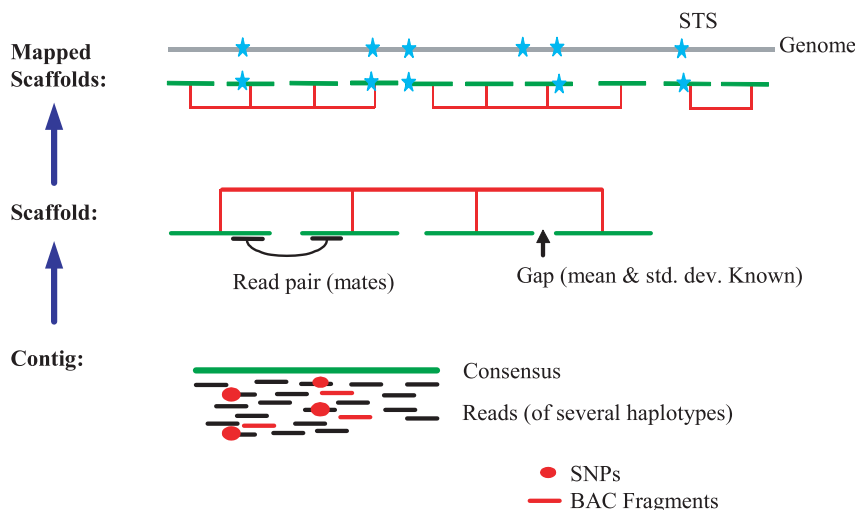 STS
Genome
Mapped
Scaffolds:
Scaffold:
Read pair (mates)
Gap (mean & std. dev. Known)
Contig:
Consensus
Reads (of several haplotypes)
SNPs
BAC Fragments